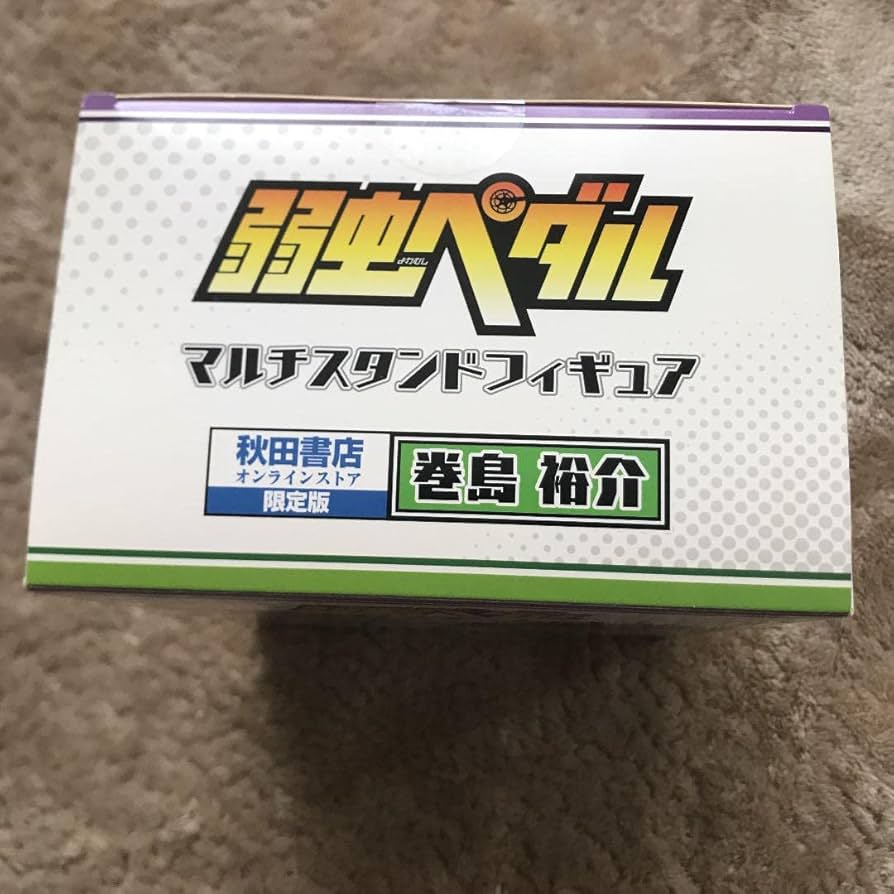 弱虫ペダル
よわむし
マルチスタンドフィギュア
秋田書店
オンラインストア
限定版
巻島 裕介